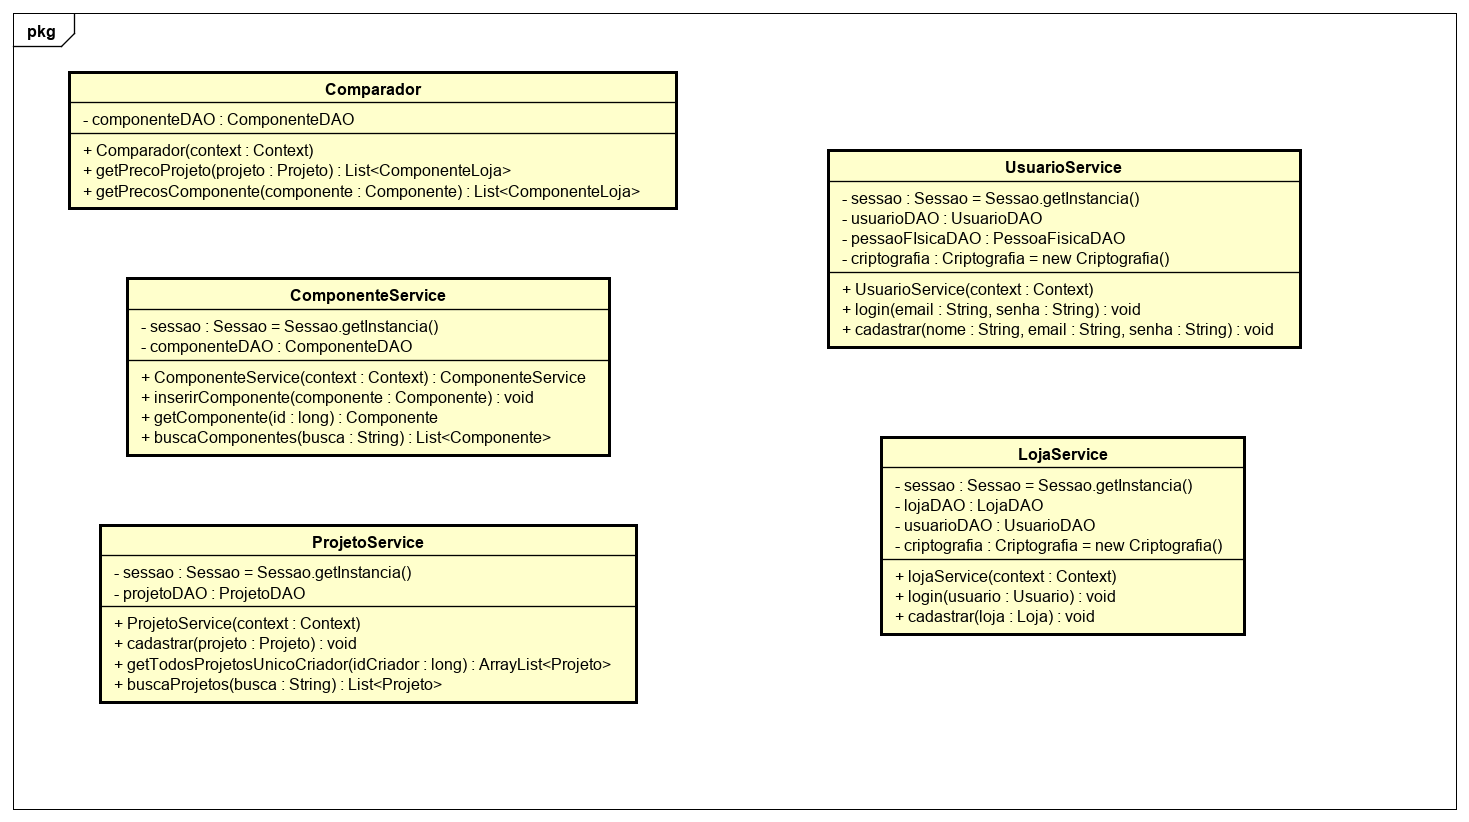 pkg
Comparador
- componenteDAO : ComponenteDAO
+ Comparador(context : Context)
+ getPrecoProjeto(projeto : Projeto) : List<ComponenteLoja>
+ getPrecosComponente(componente : Componente) : List<ComponenteLoja>
ComponenteService
- sessao : Sessao = Sessao.getInstancia()
- componenteDAO : ComponenteDAO
+ ComponenteService(context : Context) : ComponenteService
+ inserirComponente(componente : Componente) : void
+ getComponente(id : long) : Componente
+ buscaComponentes(busca : String) : List<Componente>
ProjetoService
- sessao : Sessao = Sessao.getInstancia()
- projetoDAO : ProjetoDAO
+ ProjetoService(context : Context)
+ cadastrar(projeto : Projeto) : void
+ getTodosProjetosUnicoCriador(idCriador : long) : ArrayList<Projeto>
+ buscaProjetos(busca : String) : List<Projeto>
UsuarioService
- sessao : Sessao = Sessao.getInstancia()
- usuarioDAO : UsuarioDAO
- pessaoFIsicaDAO : PessoaFisicaDAO
- criptografia : Criptografia = new Criptografia()
+ UsuarioService(context : Context)
+ login(email : String, senha : String) : void
+ cadastrar(nome : String, email : String, senha : String) : void
LojaService
- sessao : Sessao = Sessao.getInstancia()
- lojaDAO : LojaDAO
- usuarioDAO : UsuarioDAO
- criptografia : Criptografia = new Criptografia()
+ lojaService(context : Context)
+ login(usuario : Usuario) : void
+ cadastrar(loja : Loja) : void